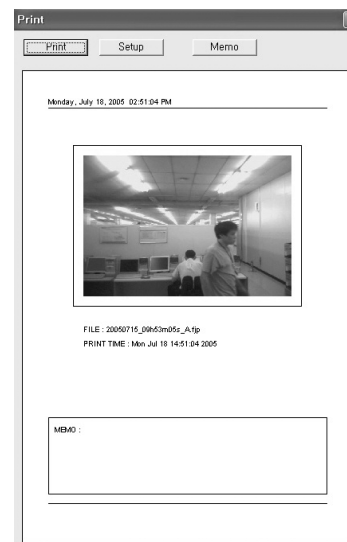 Print
Print Setup Memo
Monday, July 18, 2005 02:51:04 PM
FILE : 20050715_09h53m05s_A.fjp
PRINT TIME : Mon Jul 18 14:51:04 2005
MEMO :